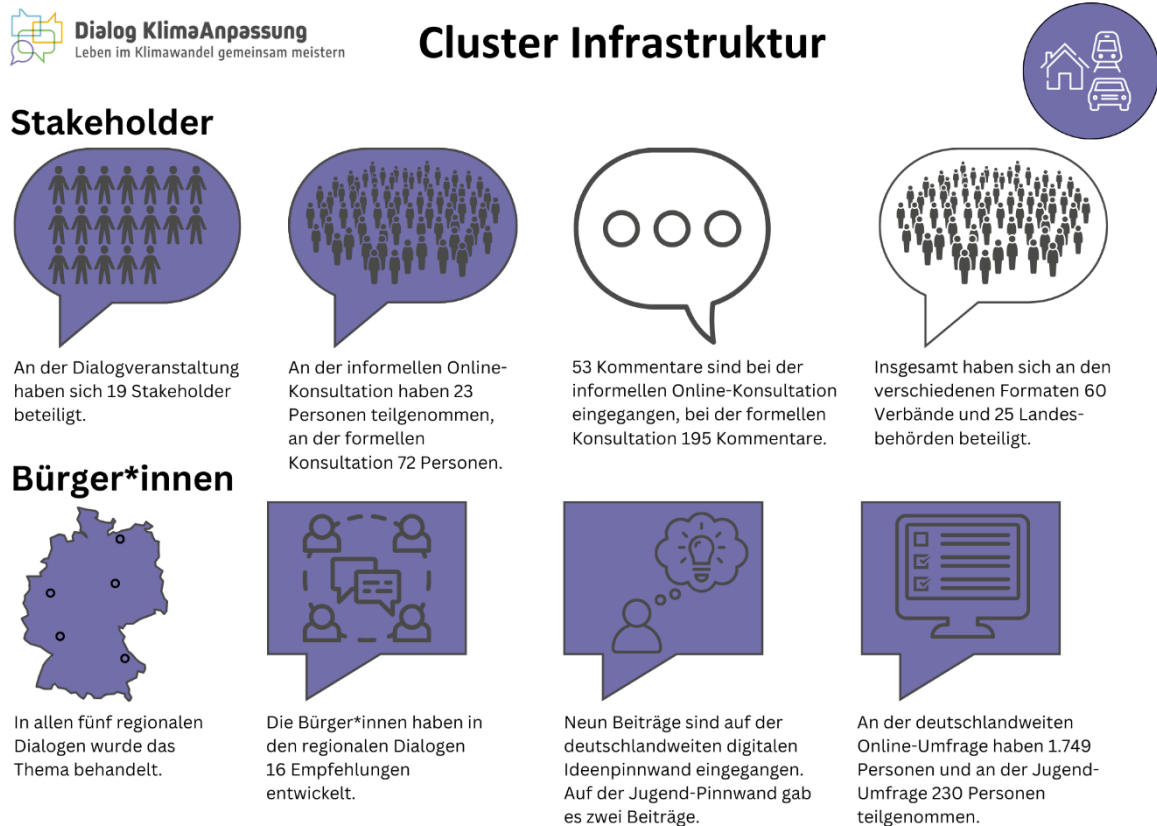 Dialog KlimaAnpassung
Leben im Klimawandel gemeinsam meistern
Cluster Infrastruktur
Stakeholder
An der Dialogveranstaltung
haben sich 19 Stakeholder
beteiligt.
An der informellen Online-
Konsultation haben 23
Personen teilgenommen,
an der formellen
Konsultation 72 Personen.
53 Kommentare sind bei der
informellen Online-Konsultation
eingegangen, bei der formellen
Konsultation 195 Kommentare.
Insgesamt haben sich an den
verschiedenen Formaten 60
Verbände und 25 Landes-
behörden beteiligt.
Bürger*innen
In allen fünf regionalen
Dialogen wurde das
Thema behandelt.
Die Bürger*innen haben in
den regionalen Dialogen
16 Empfehlungen
entwickelt.
Neun Beiträge sind auf der
deutschlandweiten digitalen
Ideenpinnwand eingegangen.
Auf der Jugend-Pinnwand gab
es zwei Beiträge.
An der deutschlandweiten
Online-Umfrage haben 1.749
Personen und an der Jugend-
Umfrage 230 Personen
teilgenommen.